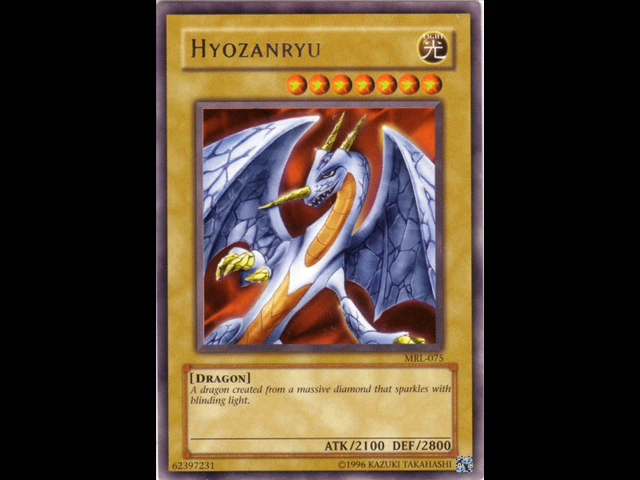 HYOZANRYU
LIGHT
光
MRL-075
[DRAGON]
A dragon created from a massive diamond that sparkles with
blinding light.
ATK/2100 DEF/2800
62397231
©1996 KAZUKI TAKAHASHI